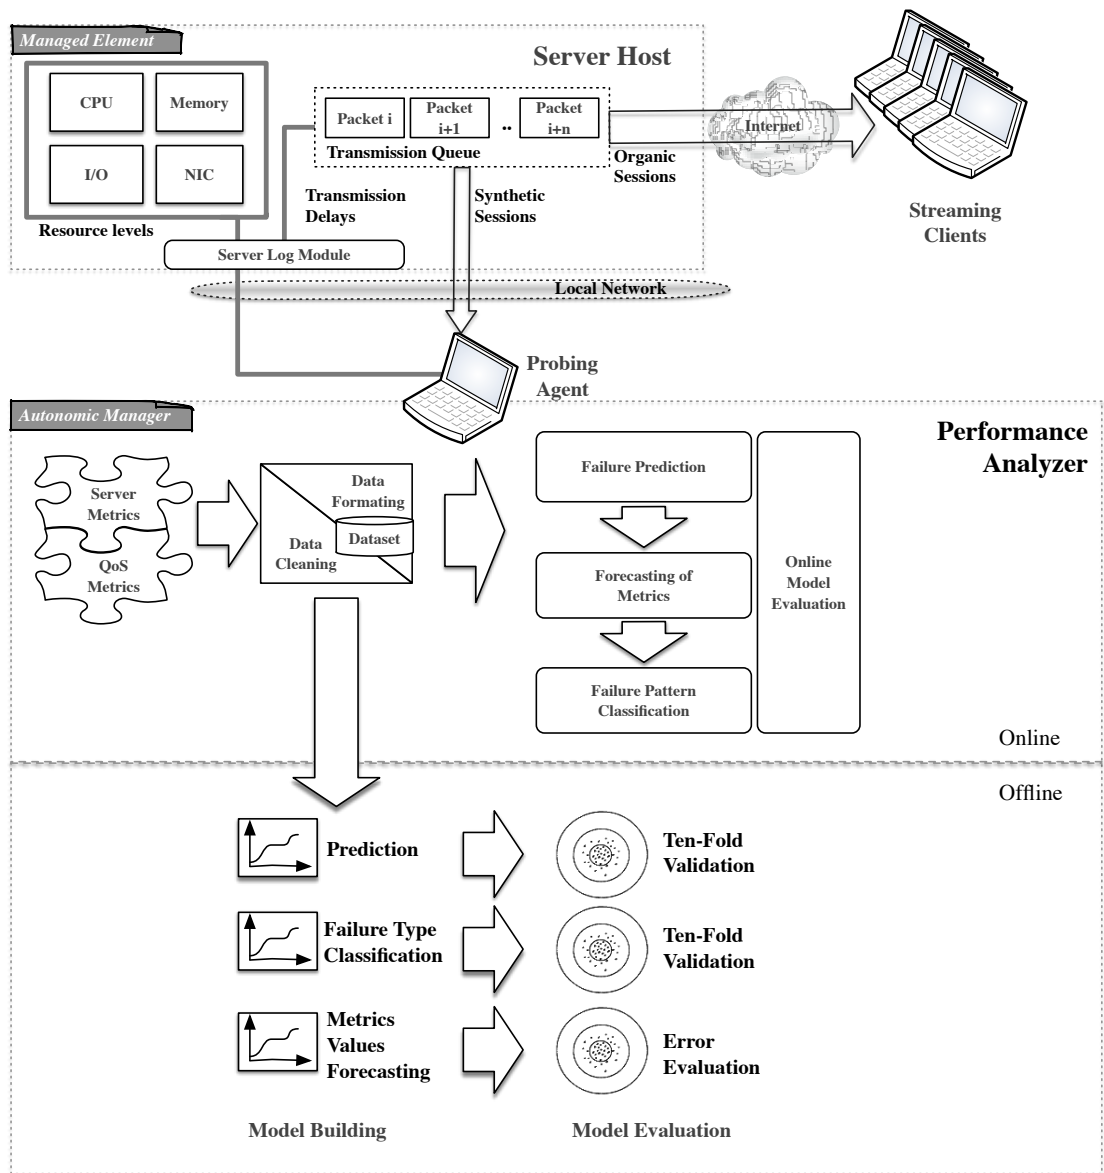 Managed Element
Server Host
CPU
Memory
I/O
NIC
Resource levels
Packet i
Packet
i+1
..
Packet
i+n
Transmission Queue
Transmission
Delays
Synthetic
Sessions
Organic
Sessions
Internet
Streaming
Clients
Server Log Module
Local Network
Probing
Agent
Autonomic Manager
Performance
Analyzer
Server
Metrics
QoS
Metrics
Data
Formating
Dataset
Data
Cleaning
Failure Prediction
Forecasting of
Metrics
Failure Pattern
Classification
Online
Model
Evaluation
Online
Offline
Prediction
Ten-Fold
Validation
Failure Type
Classification
Ten-Fold
Validation
Metrics
Values
Forecasting
Error
Evaluation
Model Building
Model Evaluation